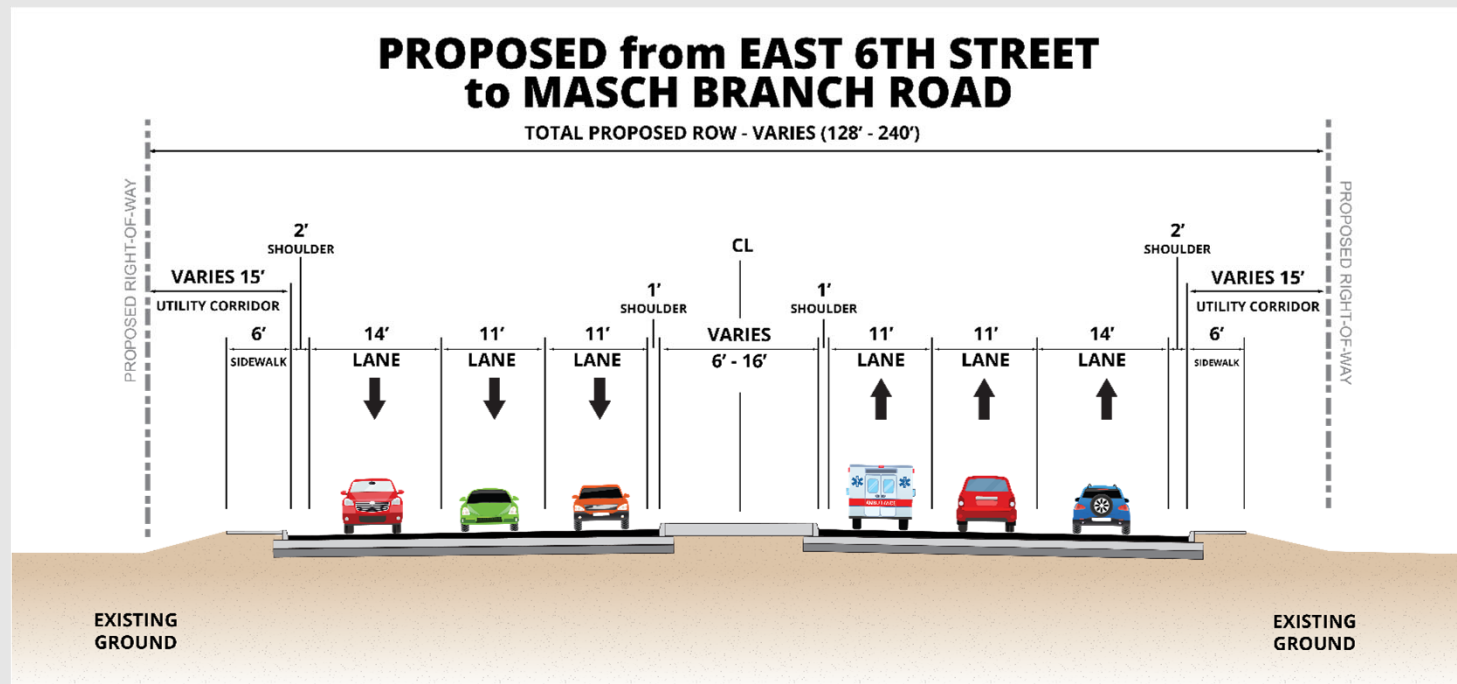 PROPOSED from EAST 6TH STREET
to MASCH BRANCH ROAD
TOTAL PROPOSED ROW - VARIES (128' - 240')
PROPOSED RIGHT-OF-WAY
PROPOSED RIGHT-OF-WAY
2'
SHOULDER
CL
2'
SHOULDER
VARIES 15'
UTILITY CORRIDOR
1'
SHOULDER
1'
SHOULDER
VARIES 15'
UTILITY CORRIDOR
6'
SIDEWALK
14'
LANE
11'
LANE
11'
LANE
VARIES
6' - 16'
11'
LANE
11'
LANE
14'
LANE
6'
SIDEWALK
AMBULANCE
EXISTING
GROUND
EXISTING
GROUND